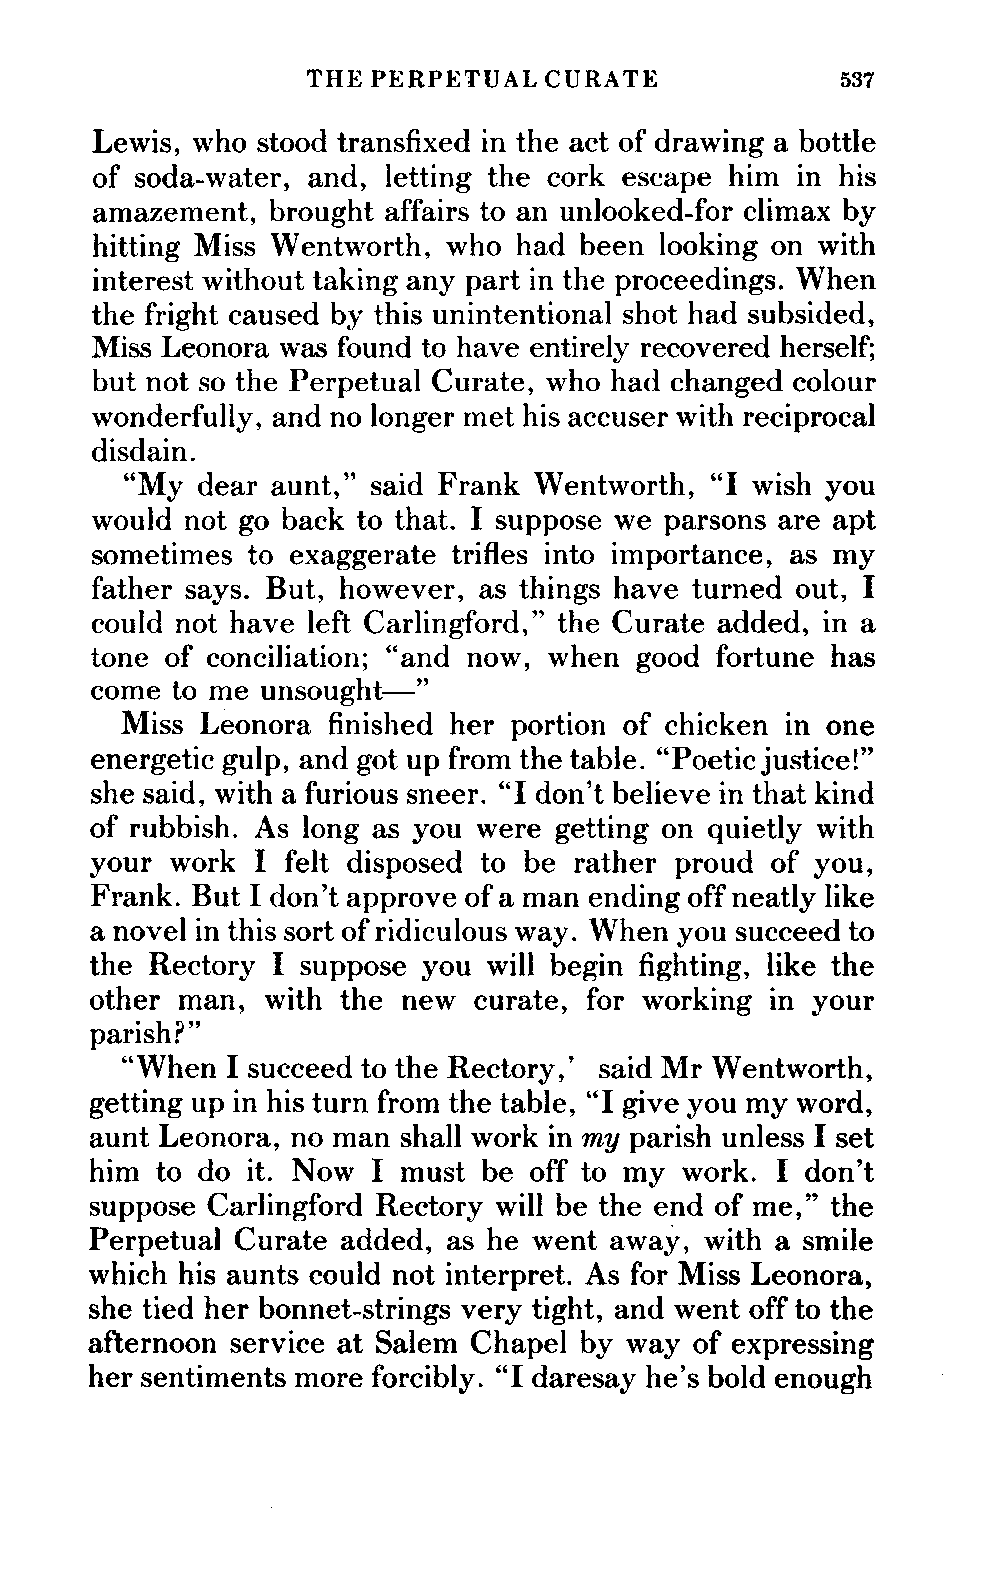 THE PERPETUAL CURATE 537
Lewis, who stood transfixed in the act of drawing a bottle
of soda-water, and, letting the cork escape him in his
amazement, brought affairs to an unlooked-for climax by
hitting Miss Wentworth, who had been looking on with
interest without taking any part in the proceedings. When
the fright caused by this unintentional shot had subsided,
Miss Leonora was found to have entirely recovered herself;
but not so the Perpetual Curate, who had changed colour
wonderfully, and no longer met his accuser with reciprocal
disdain.
“My dear aunt,” said Frank Wentworth, “I wish you
would not go back to that. I suppose we parsons are apt
sometimes to exaggerate trifles into importance, as my
father says. But, however, as things have turned out, I
could not have left Carlingford,” the Curate added, in a
tone of conciliation; “and now, when good fortune has
come to me unsought—”
Miss Leonora finished her portion of chicken in one
energetic gulp, and got up from the table. “Poetic justice!”
she said, with a furious sneer. “I don’t believe in that kind
of rubbish. As long as you were getting on quietly with
your work I felt disposed to be rather proud of you,
Frank. But I don’t approve of a man ending off neatly like
a novel in this sort of ridiculous way. When you succeed to
the Rectory I suppose you will begin fighting, like the
other man, with the new curate, for working in your
parish?”
“When I succeed to the Rectory,’ said Mr Wentworth,
getting up in his turn from the table, “I give you my word,
aunt Leonora, no man shall work in my parish unless I set
him to do it. Now I must be off to my work. I don’t
suppose Carlingford Rectory will be the end of me,” the
Perpetual Curate added, as he went away, with a smile
which his aunts could not interpret. As for Miss Leonora,
she tied her bonnet-strings very tight, and went off to the
afternoon service at Salem Chapel by way of expressing
her sentiments more forcibly. “I daresay he’s bold enough